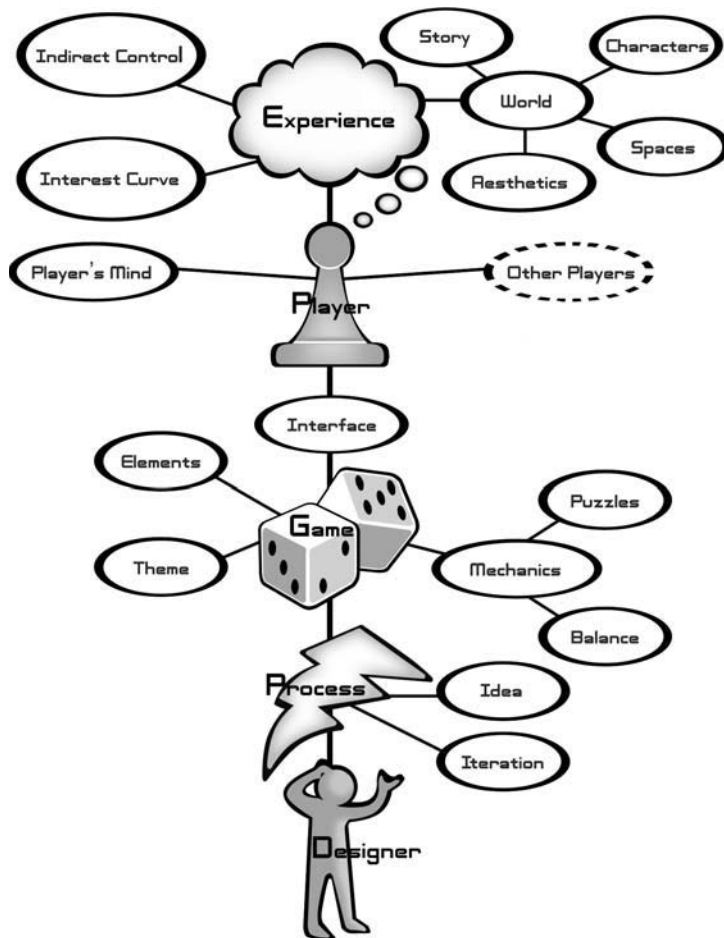 Story
Characters
Indirect Control
World
Experience
Spaces
Interest Curve
Aesthetics
Player's Mind
Other Players
Player
Interface
Elements
Puzzles
Game
Theme
Mechanics
Balance
Process
Idea
Iteration
Designer